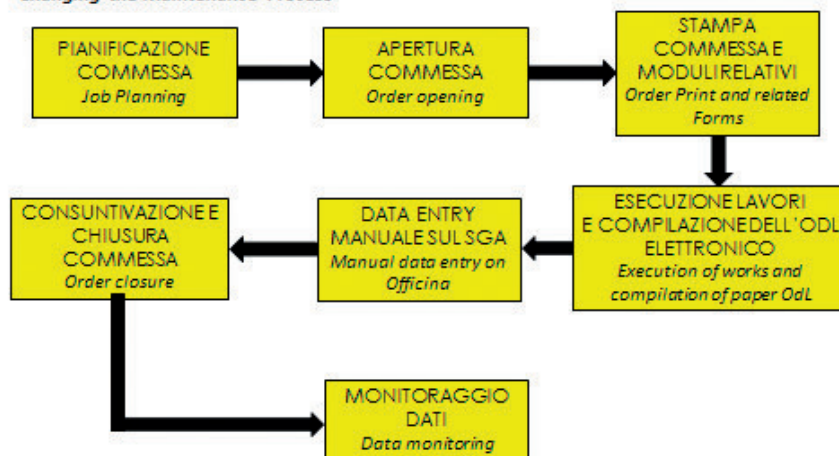 PIANIFICAZIONE
COMMESSA
Job Planning
APERTURA
COMMESSA
Order opening
STAMPA
COMMESSA E
MODULI RELATIVI
Order Print and related
Forms
ESECUZIONE LAVORI
E COMPILAZIONE DELL'ODL
ELETTRONICO
Execution of works and
compilation of paper OdL
DATA ENTRY
MANUALE SUL SGA
Manual data entry on
Officina
CONSUNTIVAZIONE E
CHIUSURA
COMMESSA
Order closure
MONITORAGGIO
DATI
Data monitoring